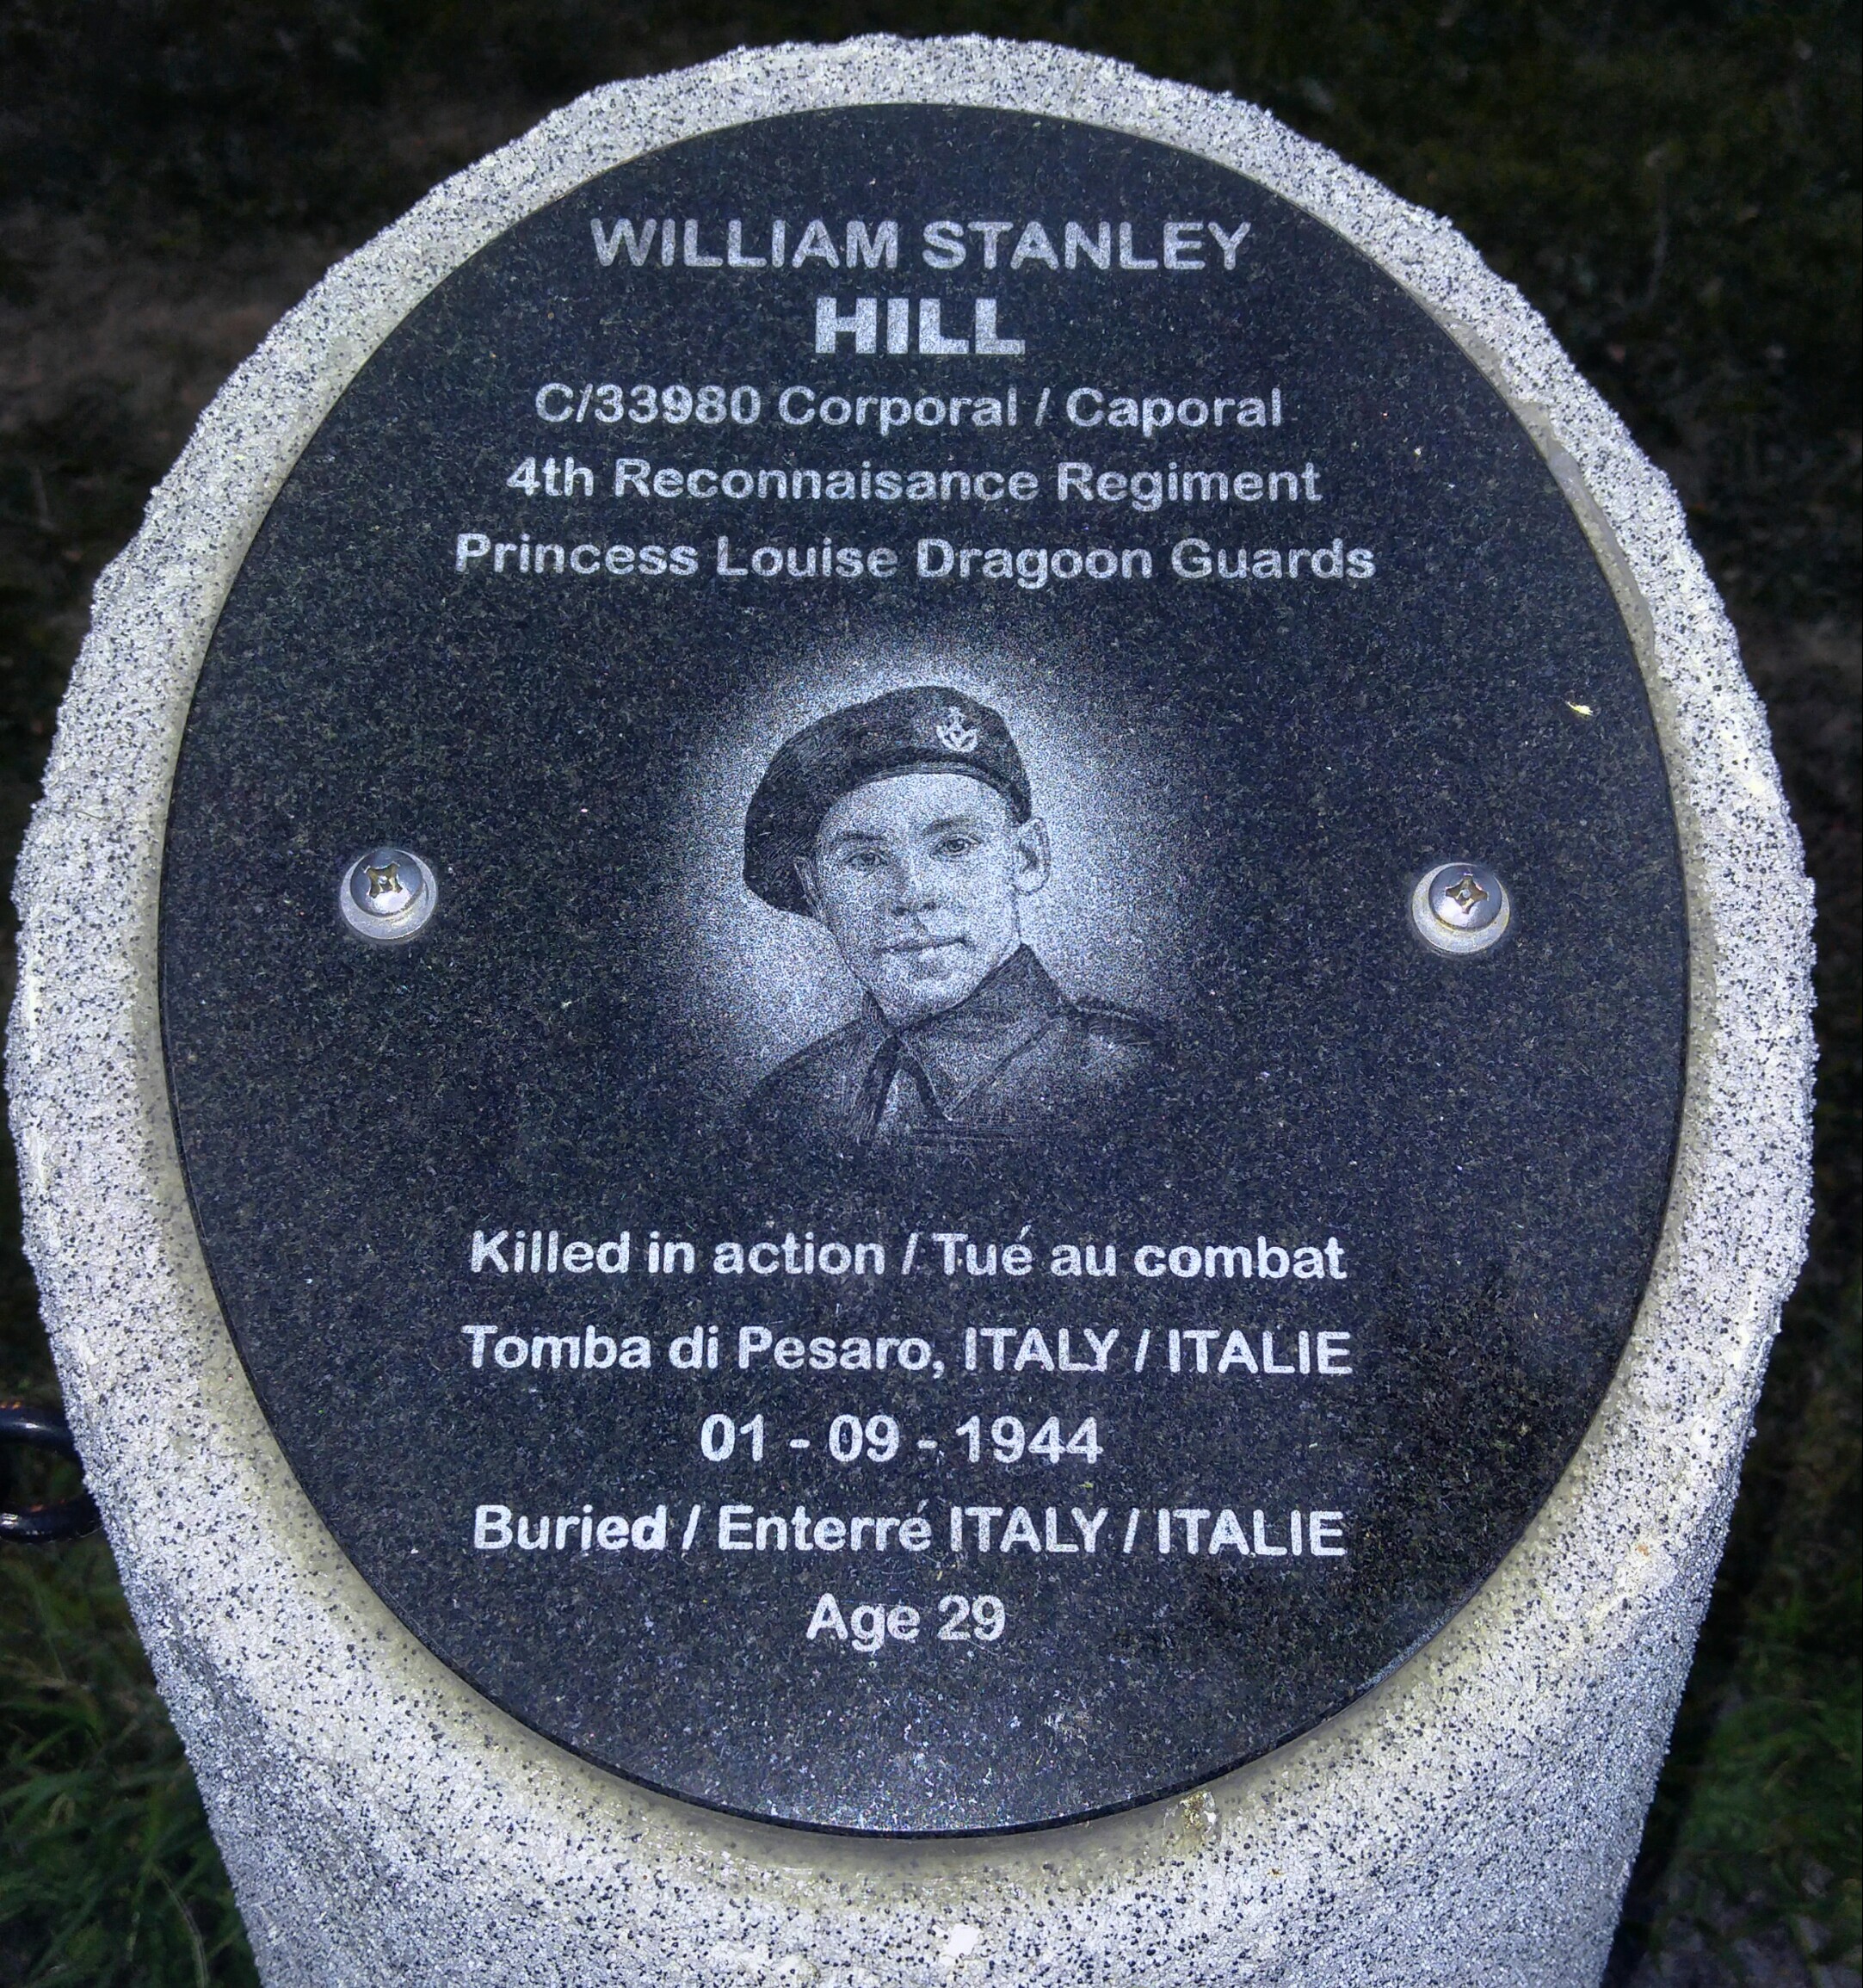 WILLIAM STANLEY
HILL
C/33980 Corporal / Caporal
4th Reconnaisance Regiment
Princess Louise Dragoon Guards
Killed in action / Tué au combat
Tomba di Pesaro, ITALY / ITALIE
01 - 09 - 1944
Buried / Enterré ITALY / ITALIE
Age 29